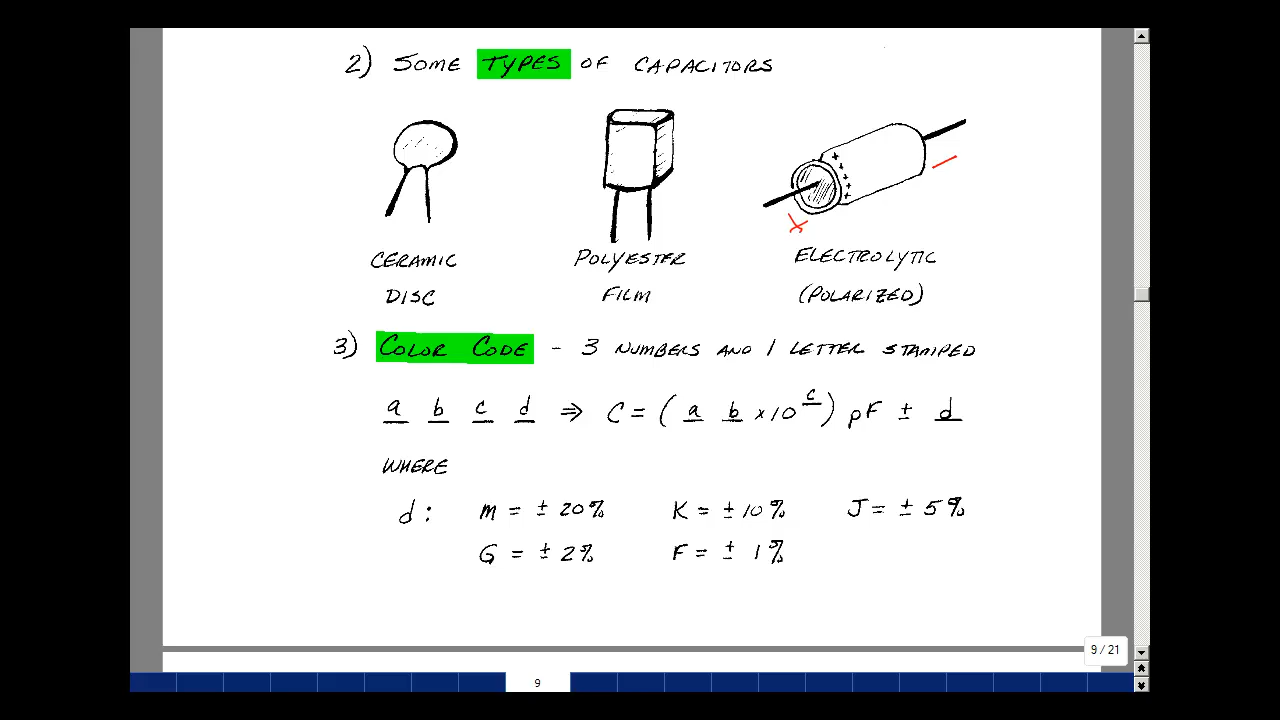 2) SOME TYPES OF CAPACITORS
+ + + + + −
+
CERAMIC POLYESTER ELECTROLYTIC
DISC FILM (POLARIZED)
3) COLOR CODE - 3 NUMBERS AND 1 LETTER STAMPED
a b c d ⇒ C = ( a b × 10^c ) pF ± d
WHERE
d: M = ± 20% K = ± 10% J = ± 5%
G = ± 2% F = ± 1%
9 / 21
9